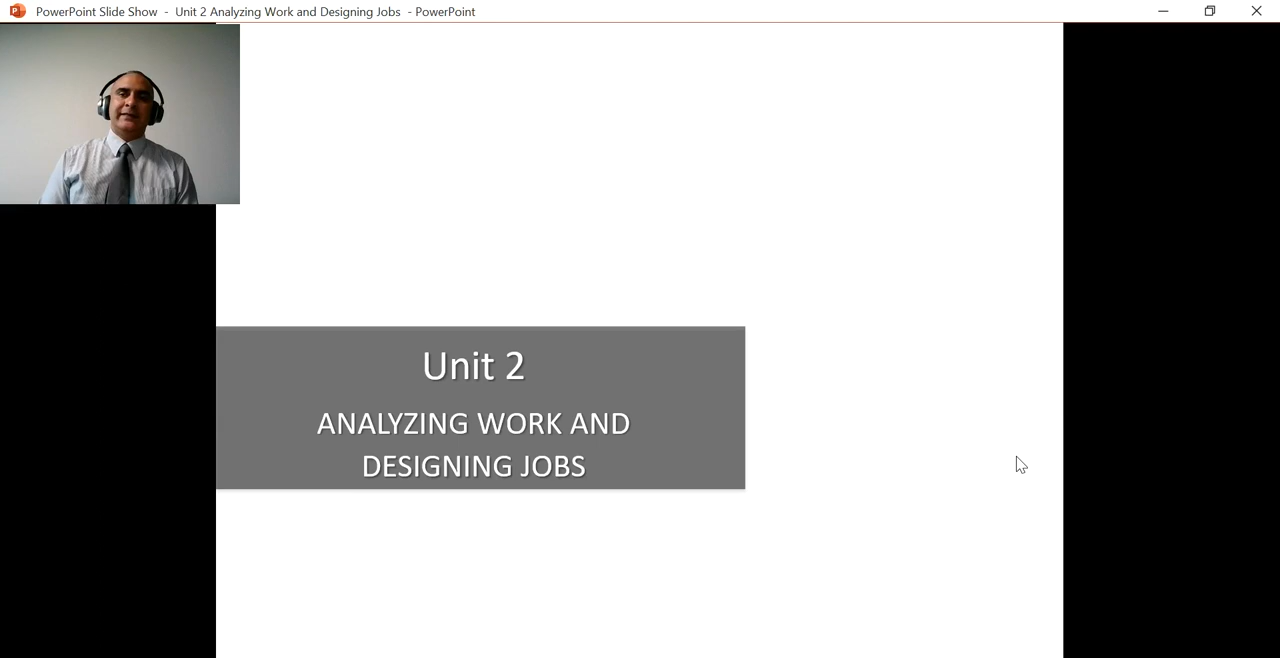 PowerPoint Slide Show - Unit 2 Analyzing Work and Designing Jobs - PowerPoint
Unit 2
ANALYZING WORK AND
DESIGNING JOBS